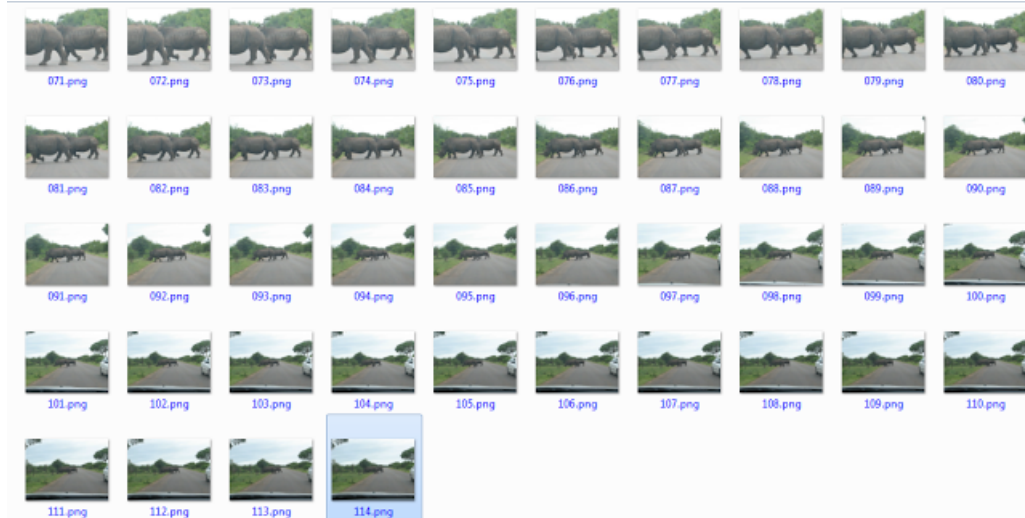 071.png 072.png 073.png 074.png 075.png 076.png 077.png 078.png 079.png 080.png
081.png 082.png 083.png 084.png 085.png 086.png 087.png 088.png 089.png 090.png
091.png 092.png 093.png 094.png 095.png 096.png 097.png 098.png 099.png 100.png
101.png 102.png 103.png 104.png 105.png 106.png 107.png 108.png 109.png 110.png
111.png 112.png 113.png 114.png